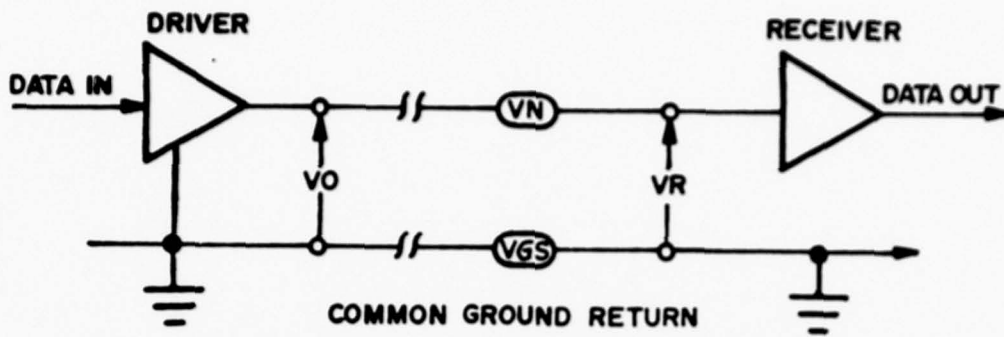 DRIVER
RECEIVER
DATA IN
VN
DATA OUT
VO
VR
VGS
COMMON GROUND RETURN